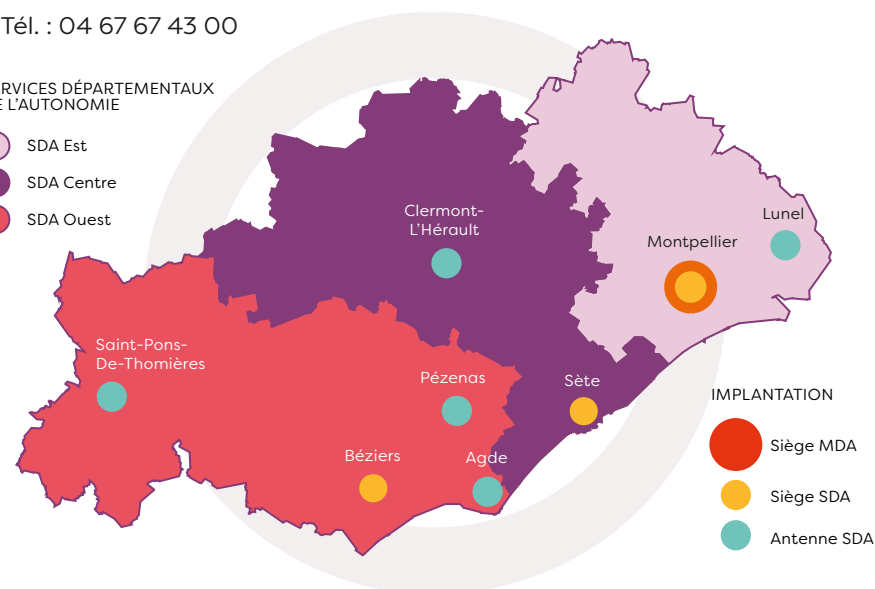 Tél. : 04 67 67 43 00
RVICES DÉPARTEMENTAUX
L'AUTONOMIE
SDA Est
SDA Centre
SDA Ouest
Clermont-
L'Hérault
Lunel
Montpellier
Saint-Pons-
De-Thomières
Pézenas
Sète
Béziers
Agde
IMPLANTATION
Siège MDA
Siège SDA
Antenne SDA